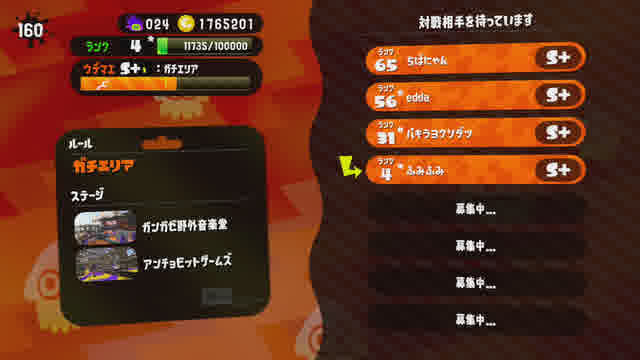 160
024 1765201
ランク 4* 11735/100000
ウデマエ S+ : ガチエリア
ルール
ガチエリア
ステージ
ガンガゼ野外音楽堂
アンチョビットゲームズ
対戦相手を待っています
ランク 65 ちはにゃん S+
ランク 56* edda S+
ランク 31* バキラヨクソダツ S+
ランク 4* ふみふみ S+
募集中...
募集中...
募集中...
募集中...